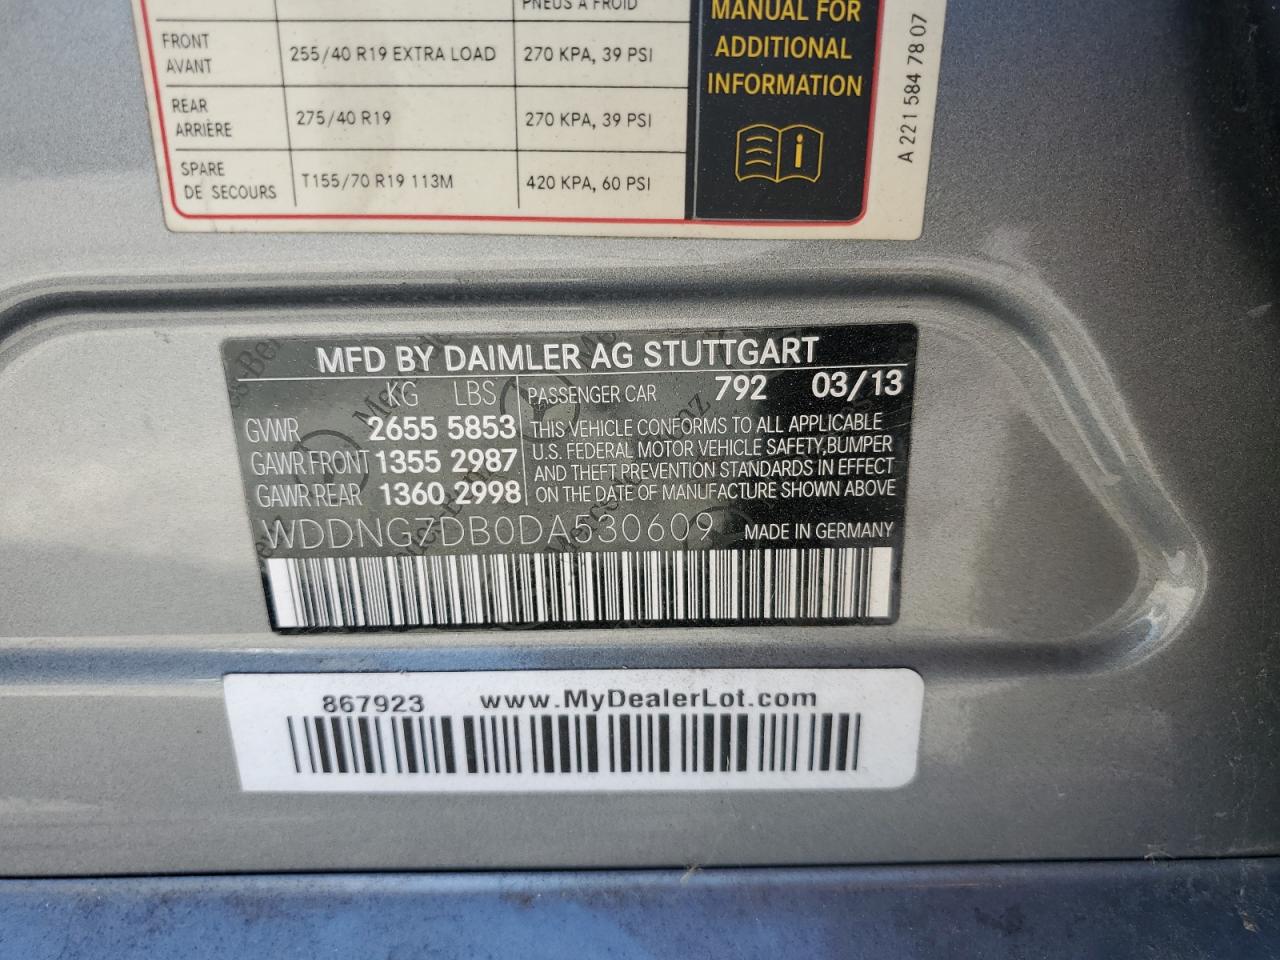 PNEUS À FROID
FRONT
AVANT
255/40 R19 EXTRA LOAD
270 KPA, 39 PSI
REAR
ARRIÈRE
275/40 R19
270 KPA, 39 PSI
SPARE
DE SECOURS
T155/70 R19 113M
420 KPA, 60 PSI
MANUAL FOR
ADDITIONAL
INFORMATION
A 221 584 78 07
MFD BY DAIMLER AG STUTTGART
KG LBS PASSENGER CAR 792 03/13
GVWR 2655 5853 THIS VEHICLE CONFORMS TO ALL APPLICABLE
GAWR FRONT 1355 2987 U.S. FEDERAL MOTOR VEHICLE SAFETY,BUMPER
AND THEFT PREVENTION STANDARDS IN EFFECT
GAWR REAR 1360 2998 ON THE DATE OF MANUFACTURE SHOWN ABOVE
WDDNG7DB0DA530609 MADE IN GERMANY
867923 www.MyDealerLot.com